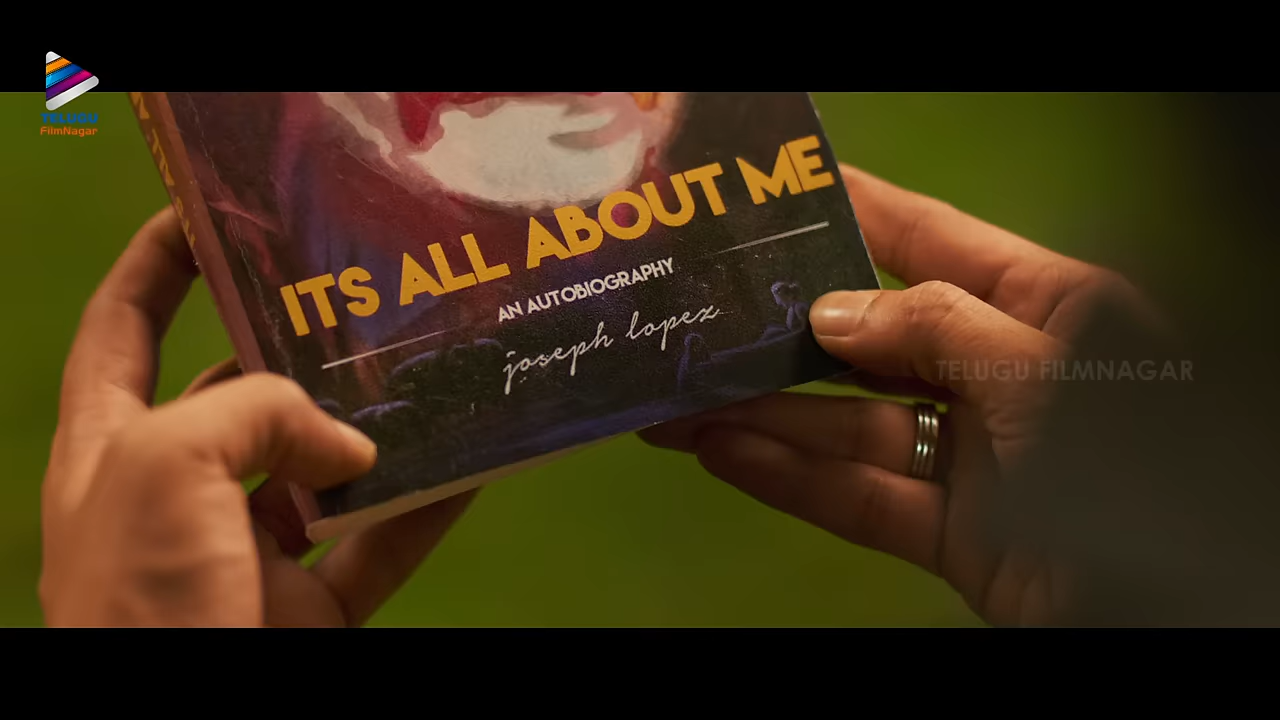 TELUGU
FilmNagar
ITS ALL ABOUT ME
AN AUTOBIOGRAPHY
joseph lopez
TELUGU FILMNAGAR